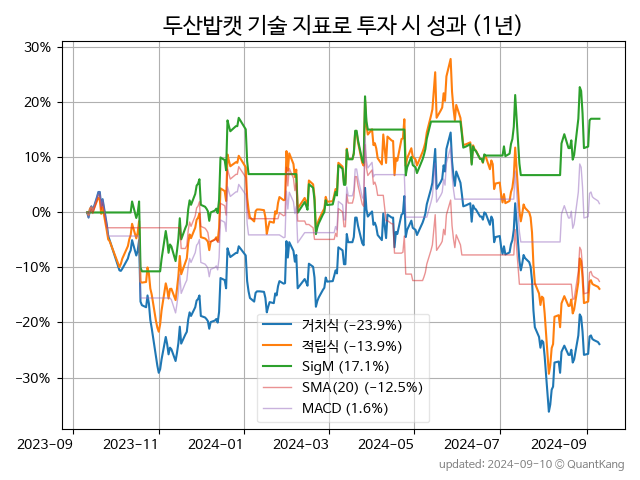 두산밥캣 기술 지표로 투자 시 성과 (1년)
30%
20%
10%
0%
−10%
−20%
−30%
거치식 (−23.9%)
적립식 (−13.9%)
SigM (17.1%)
SMA(20) (−12.5%)
MACD (1.6%)
2023-09
2023-11
2024-01
2024-03
2024-05
2024-07
2024-09
updated: 2024-09-10 © QuantKang